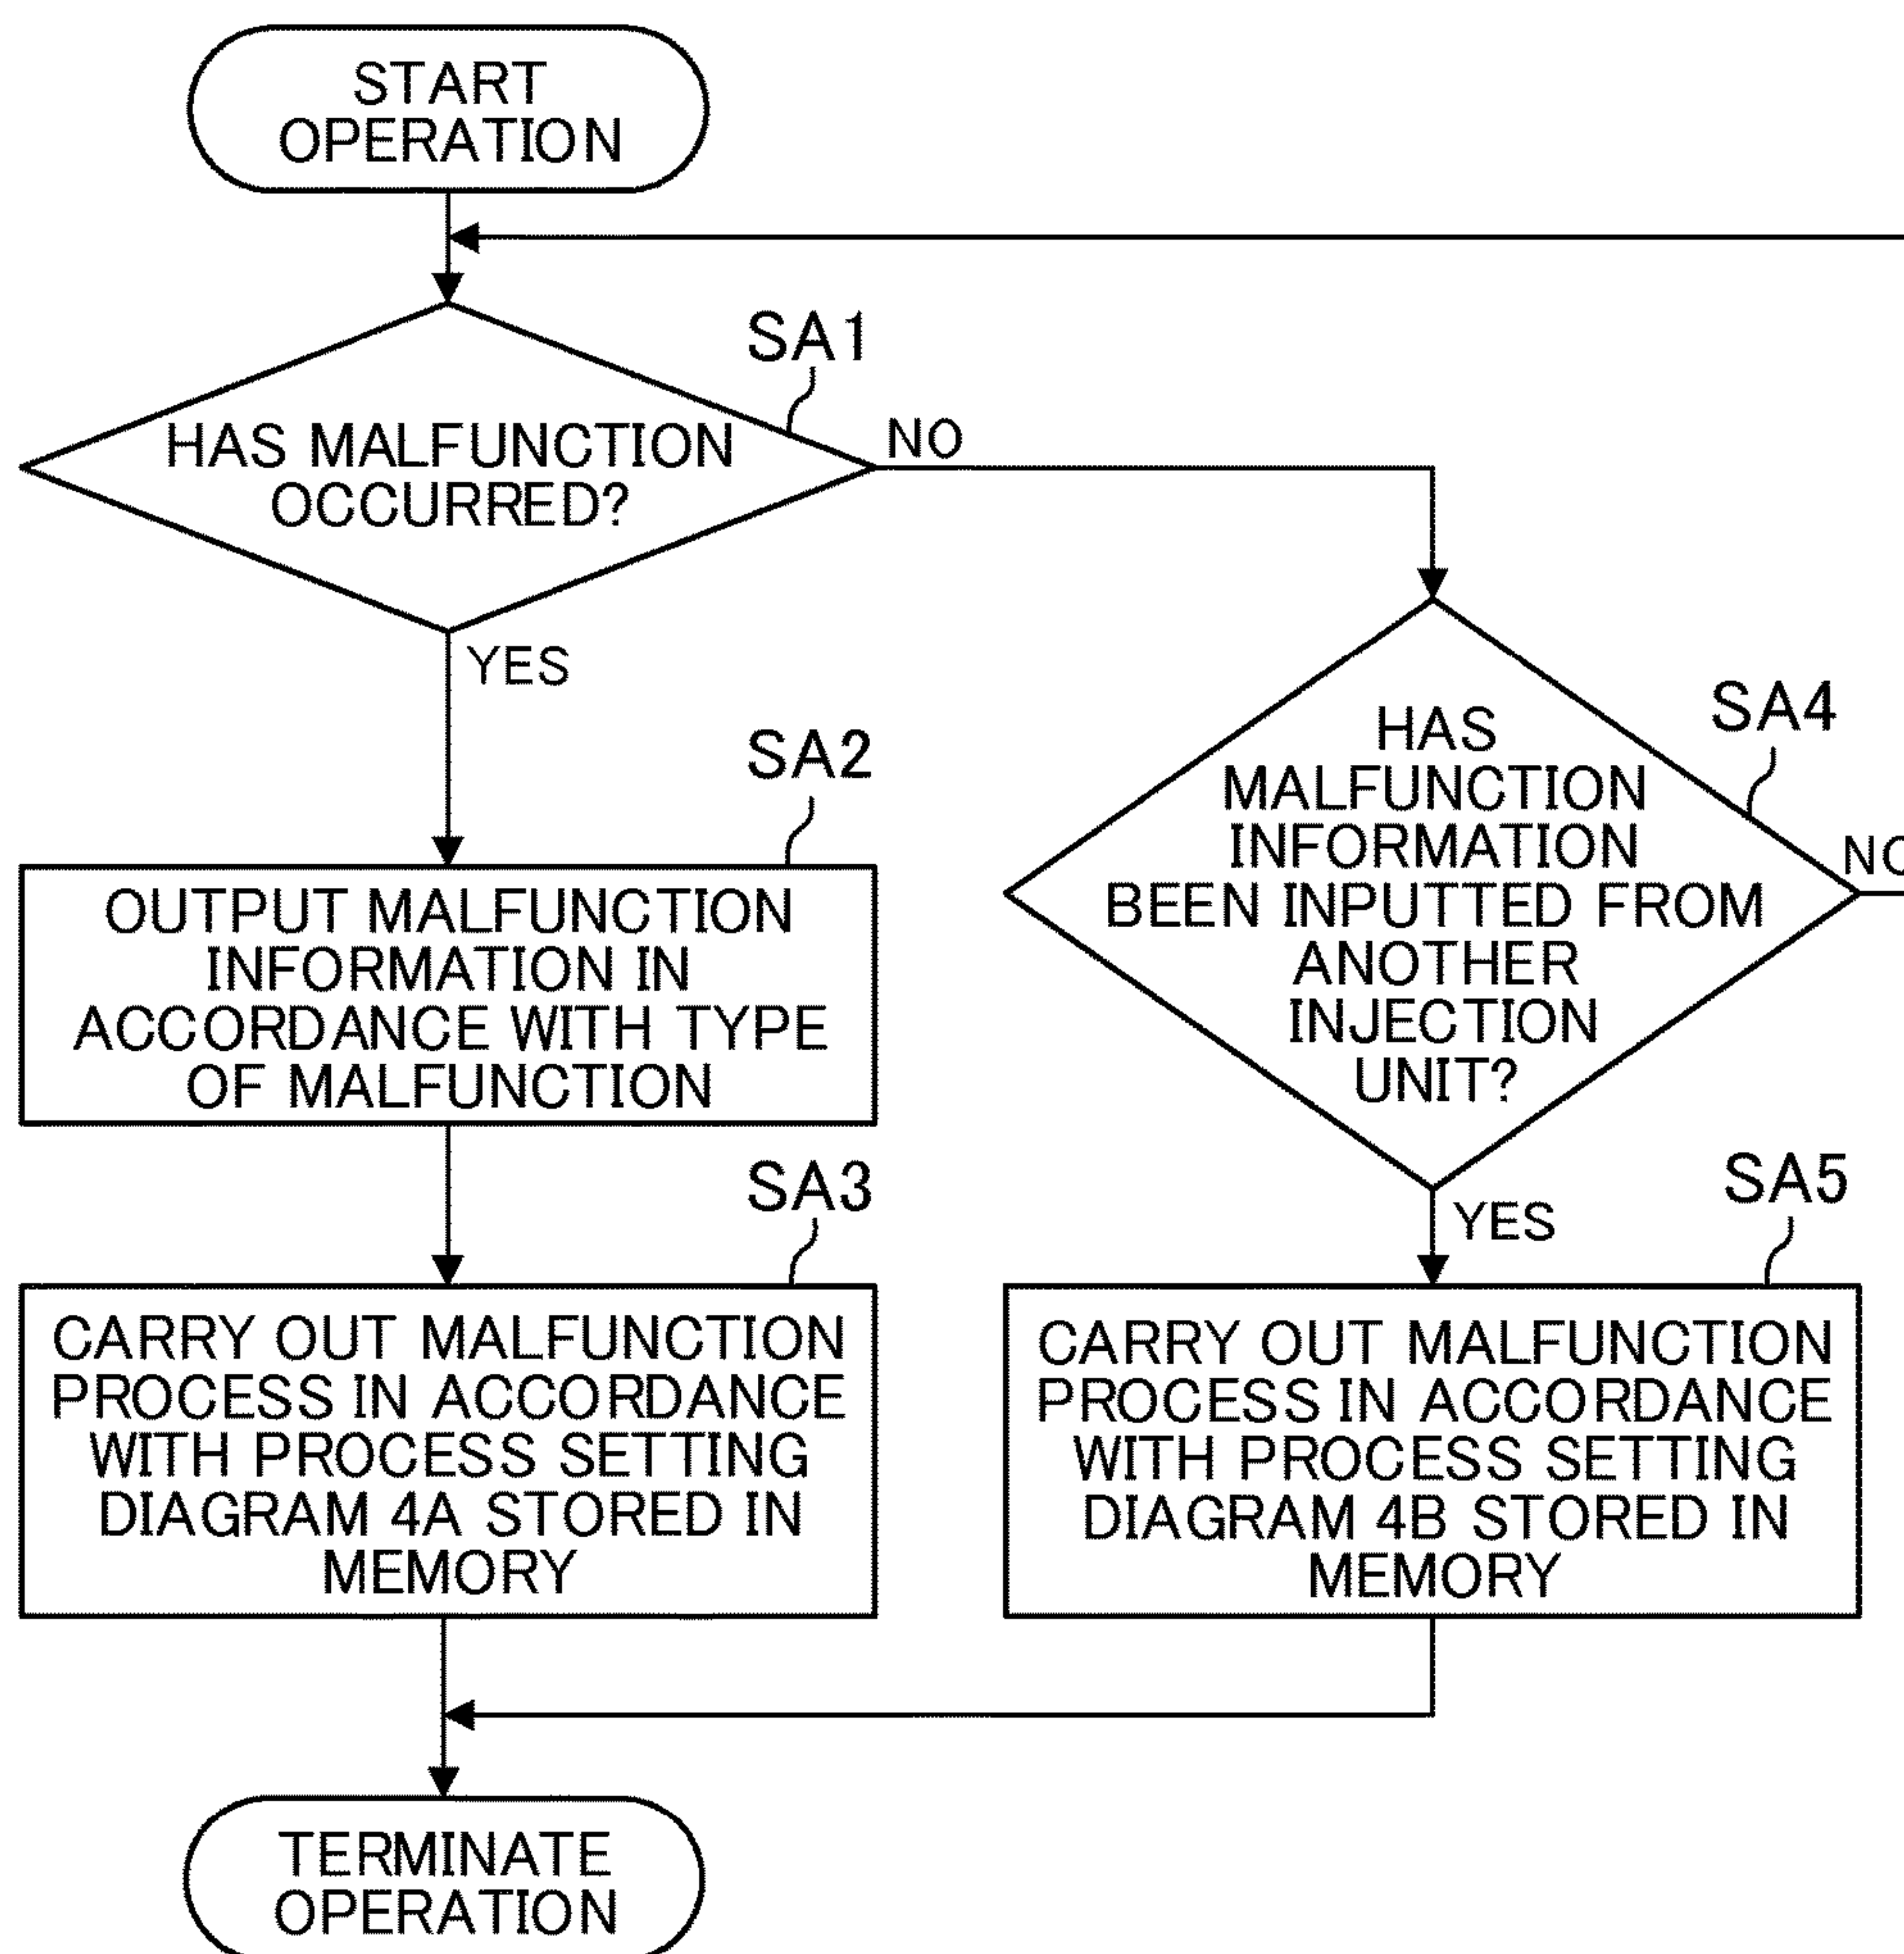 START
OPERATION
SA1
HAS MALFUNCTION
OCCURRED?
NO
YES
SA2
OUTPUT MALFUNCTION
INFORMATION IN
ACCORDANCE WITH TYPE
OF MALFUNCTION
SA3
CARRY OUT MALFUNCTION
PROCESS IN ACCORDANCE
WITH PROCESS SETTING
DIAGRAM 4A STORED IN
MEMORY
SA4
HAS
MALFUNCTION
INFORMATION
BEEN INPUTTED FROM
ANOTHER
INJECTION
UNIT?
NO
YES
SA5
CARRY OUT MALFUNCTION
PROCESS IN ACCORDANCE
WITH PROCESS SETTING
DIAGRAM 4B STORED IN
MEMORY
TERMINATE
OPERATION